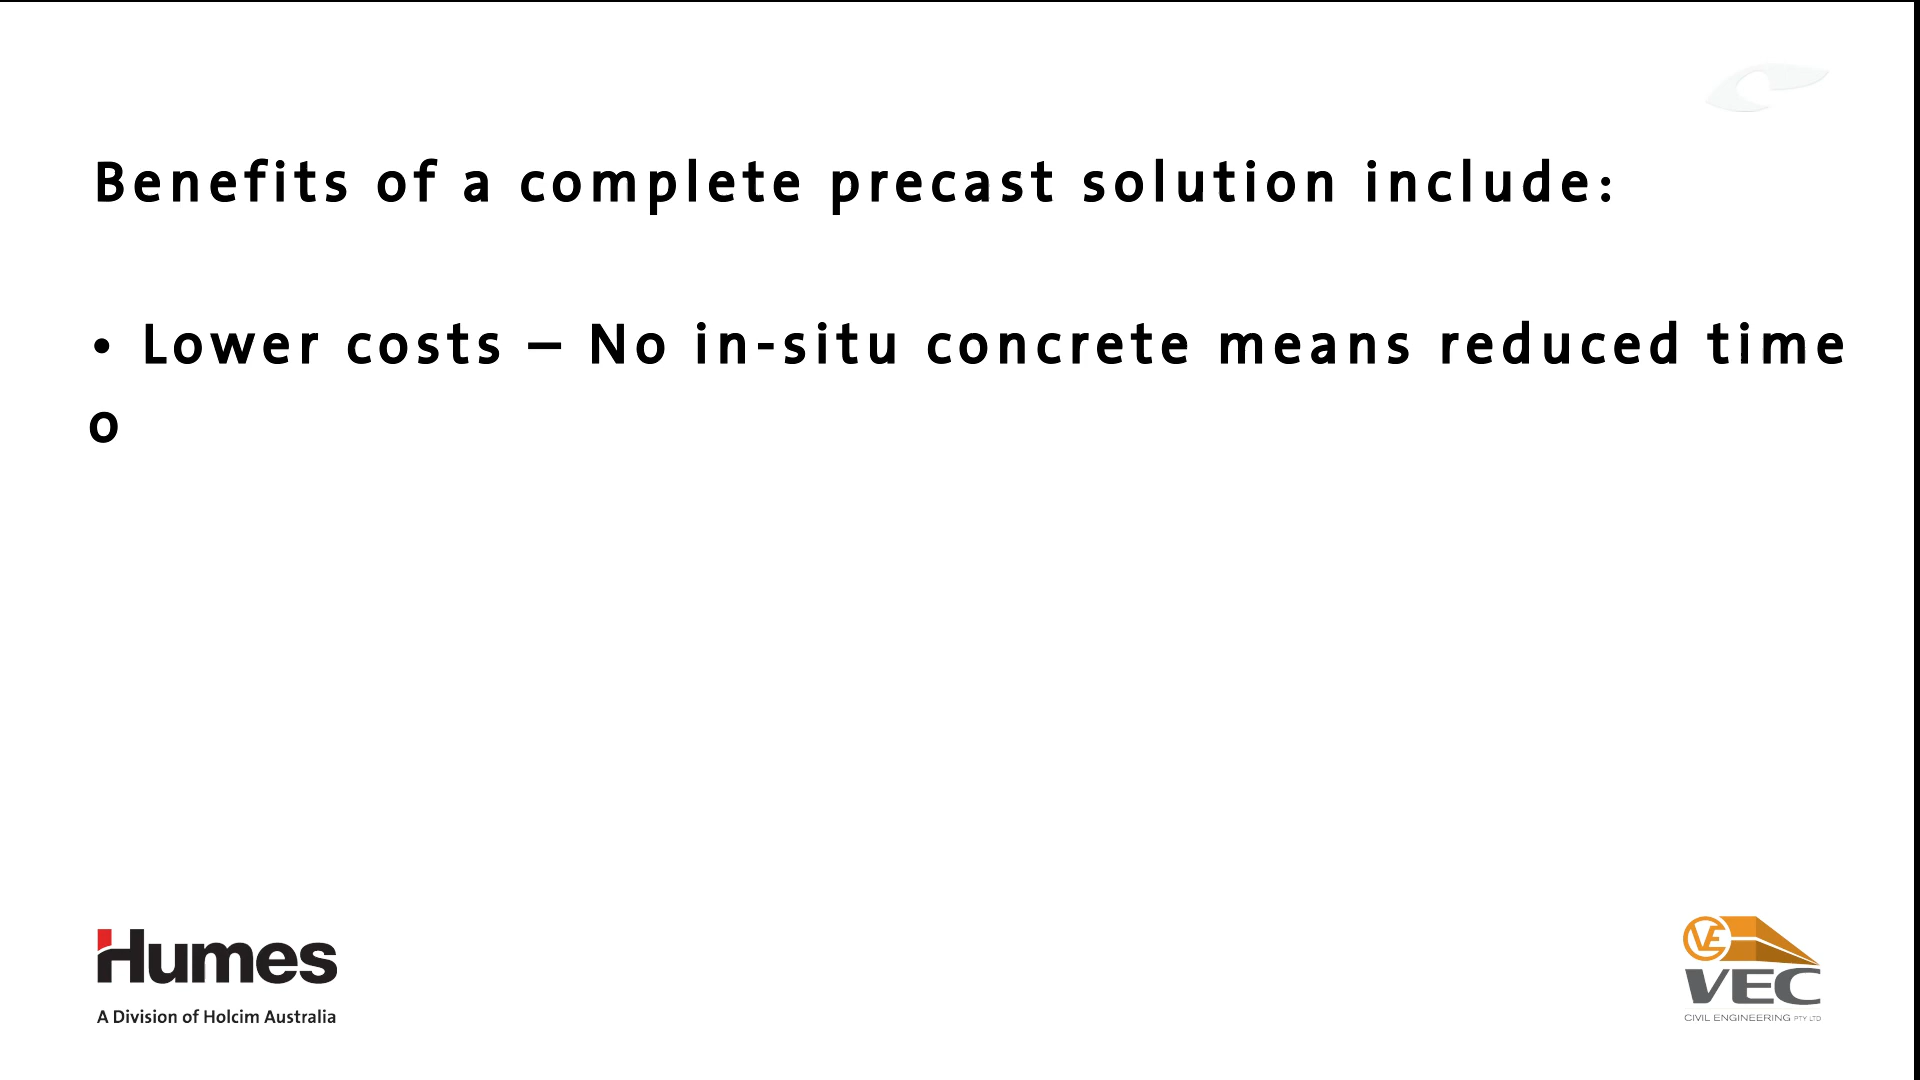 Benefits of a complete precast solution include:
• Lower costs – No in-situ concrete means reduced time
o
Humes
A Division of Holcim Australia
VE
VEC
CIVIL ENGINEERING PTY LTD